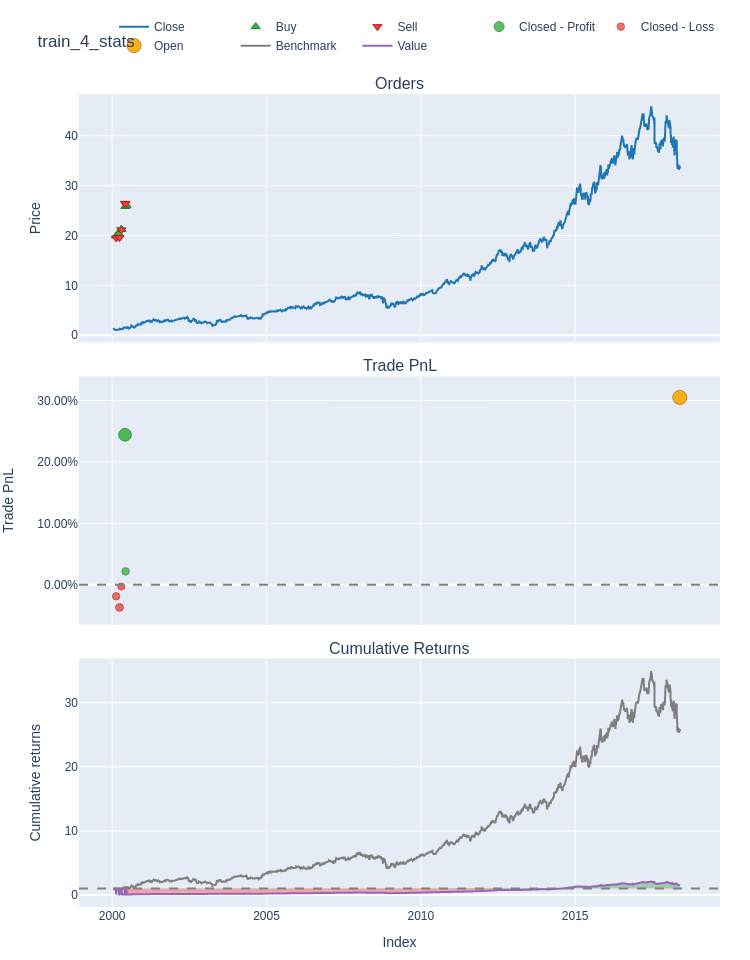 train_4_stats
Close
Buy
Sell
Closed - Profit
Closed - Loss
Open
Benchmark
Value
Orders
Price
40
30
20
10
0
Trade PnL
Trade PnL
30.00%
20.00%
10.00%
0.00%
Cumulative Returns
Cumulative returns
30
20
10
0
2000
2005
2010
2015
Index